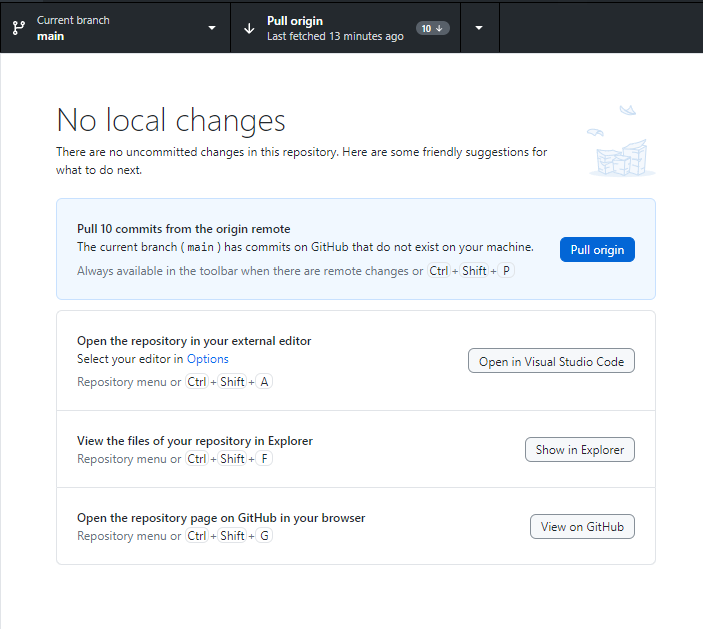 Current branch
main
Pull origin
Last fetched 13 minutes ago
10
No local changes
There are no uncommitted changes in this repository. Here are some friendly suggestions for
what to do next.
Pull 10 commits from the origin remote
The current branch ( main ) has commits on GitHub that do not exist on your machine.
Always available in the toolbar when there are remote changes or Ctrl + Shift + P
Pull origin
Open the repository in your external editor
Select your editor in Options
Repository menu or Ctrl + Shift + A
Open in Visual Studio Code
View the files of your repository in Explorer
Repository menu or Ctrl + Shift + F
Show in Explorer
Open the repository page on GitHub in your browser
Repository menu or Ctrl + Shift + G
View on GitHub